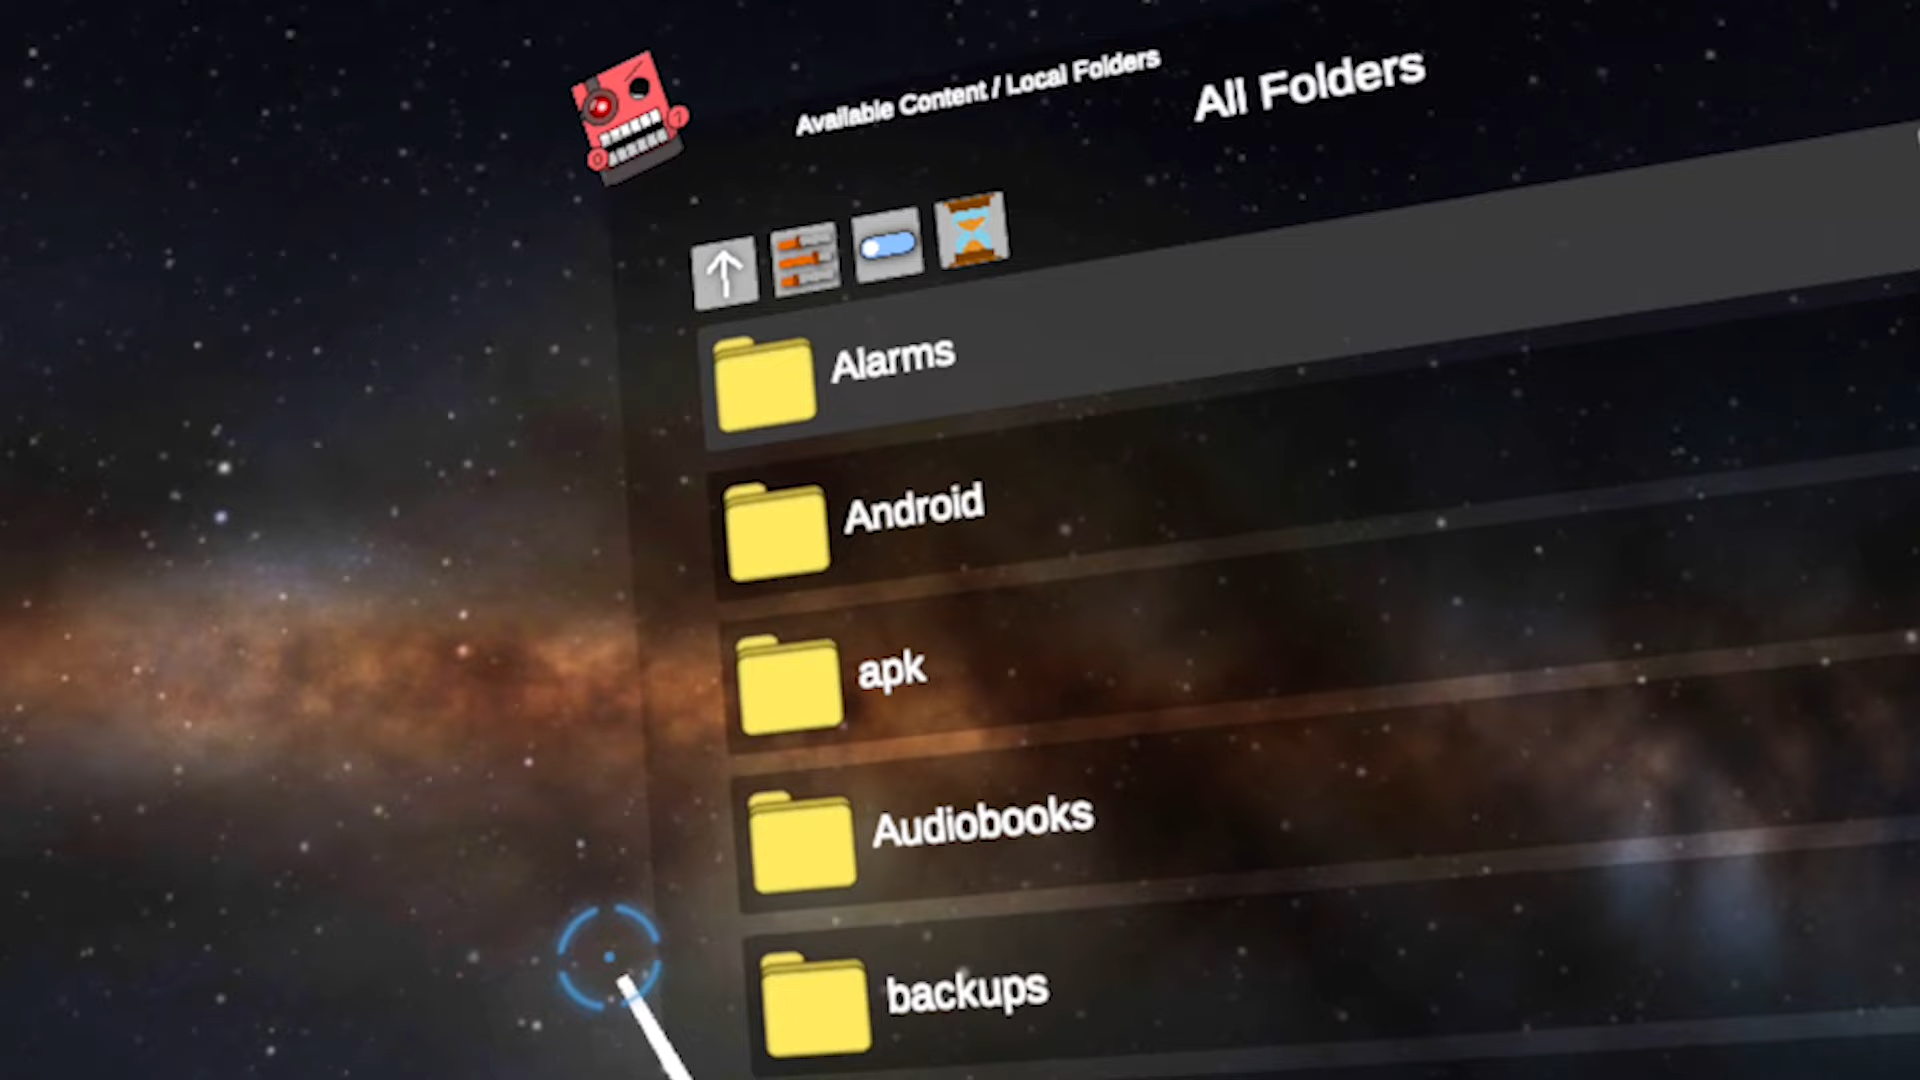 Available Content / Local Folders
All Folders
Alarms
Android
apk
Audiobooks
backups